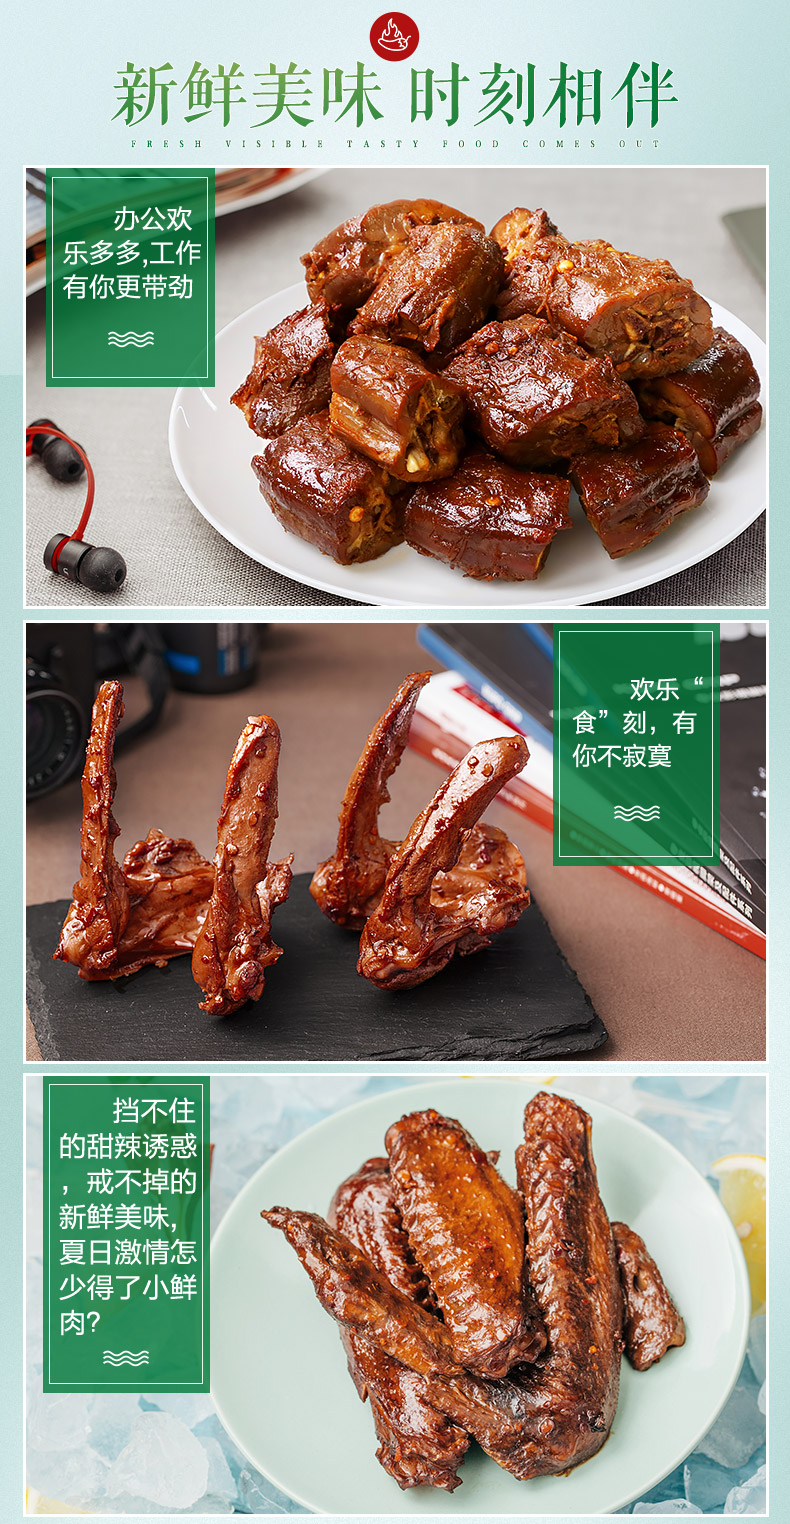 新鲜美味 时刻相伴
FRESH VISIBLE TASTY FOOD COMES OUT
办公欢
乐多多,工作
有你更带劲
欢乐“
食”刻，有
你不寂寞
挡不住
的甜辣诱惑
，戒不掉的
新鲜美味，
夏日激情怎
少得了小鲜
肉?